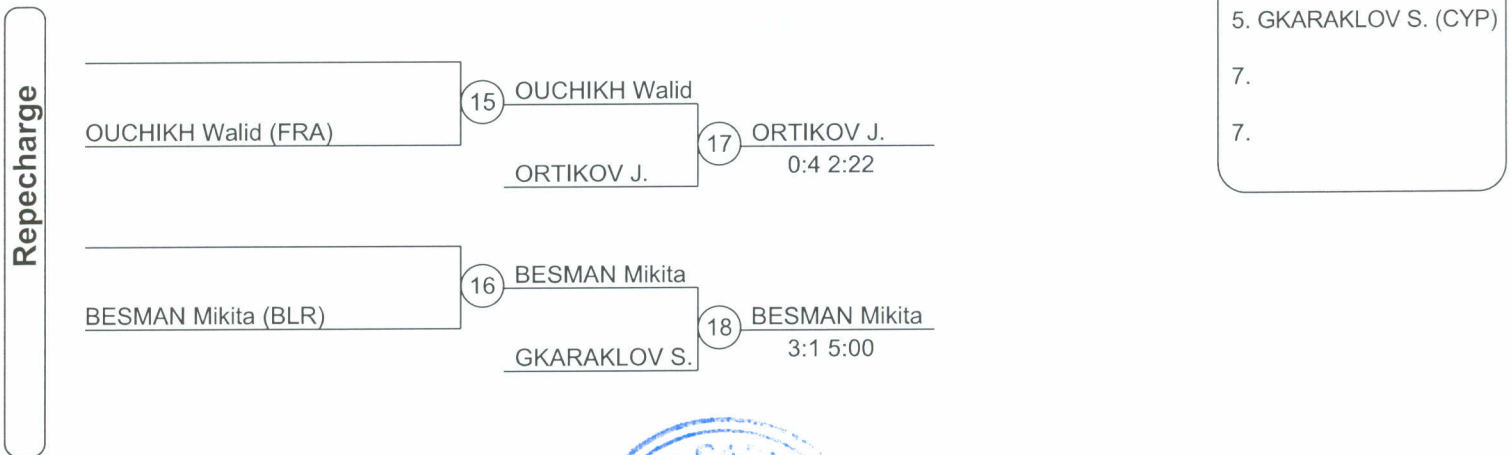 Repecharge
OUCHIKH Walid (FRA)
15
OUCHIKH Walid
ORTIKOV J.
17
ORTIKOV J.
0:4 2:22
BESMAN Mikita (BLR)
16
BESMAN Mikita
GKARAKLOV S.
18
BESMAN Mikita
3:1 5:00
5. GKARAKLOV S. (CYP)
7.
7.